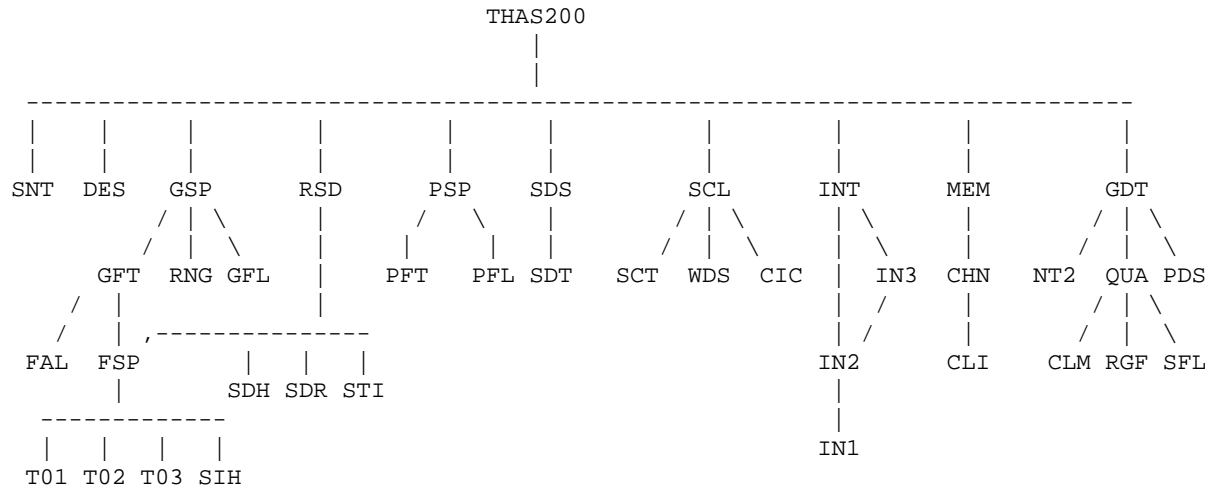 THAS200
SNT DES GSP RSD PSP SDS SCL INT MEM GDT
GFT RNG GFL PFT PFL SDT SCT WDS CIC IN3 CHN NT2 QUA PDS
FAL FSP IN2 CLI CLM RGF SFL
SDH SDR STI
IN1
T01 T02 T03 SIH